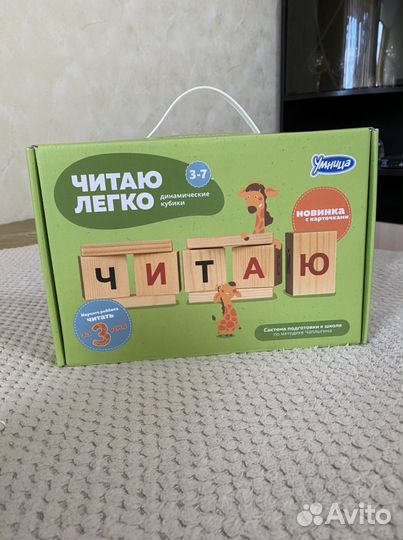 ЧИТАЮ
ЛЕГКО
динамические
кубики
3-7
Умница
НОВИНКА
с карточками
Ч И Т А Ю
Научите ребёнка
читать
за 3 дня
Система подготовки к школе
по методике Чаплыгина
Avito